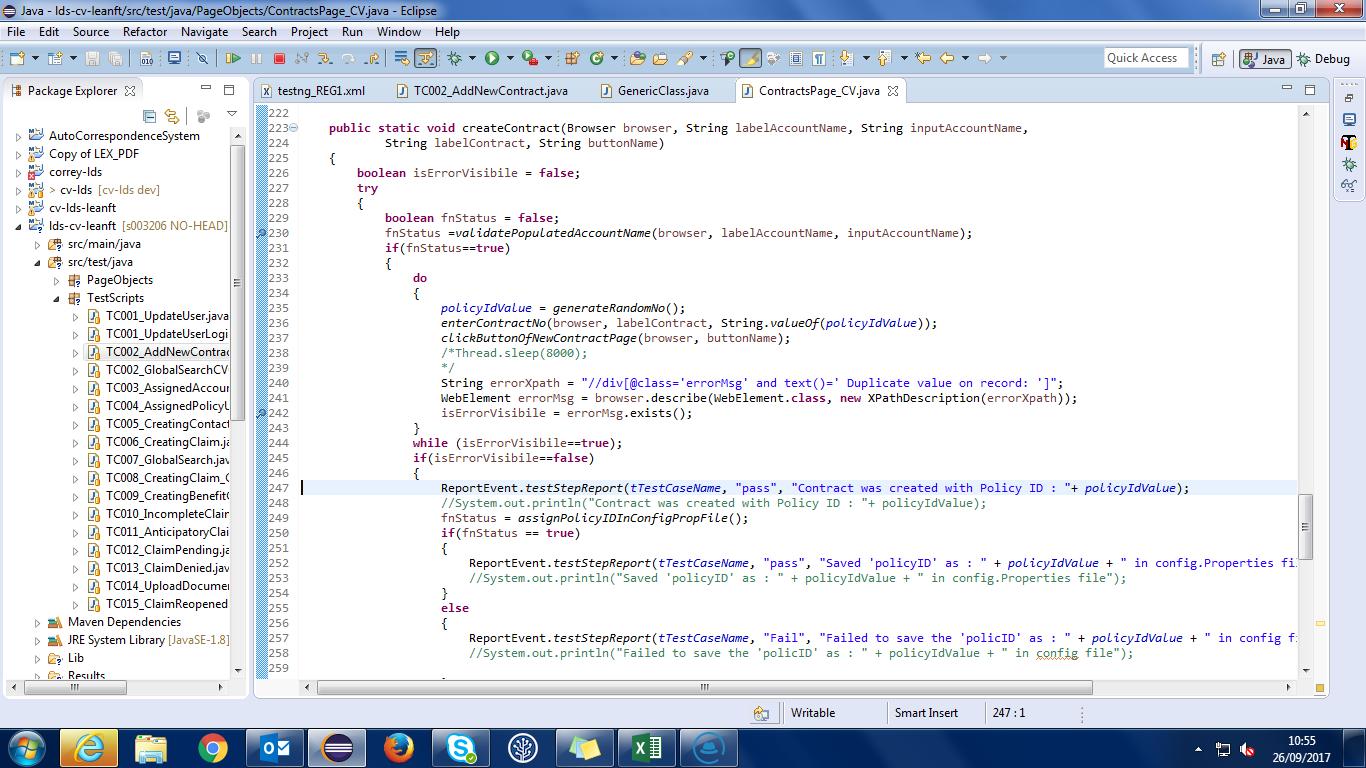 Java - lds-cv-leanft/src/test/java/PageObjects/ContractsPage_CV.java - Eclipse
File Edit Source Refactor Navigate Search Project Run Window Help
Quick Access
Java
Debug
Package Explorer
testng_REG1.xml
TC002_AddNewContract.java
GenericClass.java
ContractsPage_CV.java
AutoCorrespondenceSystem
Copy of LEX_PDF
correy-lds
> cv-lds [cv-lds dev]
cv-lds-leanft
lds-cv-leanft [s003206 NO-HEAD]
src/main/java
src/test/java
PageObjects
TestScripts
TC001_UpdateUser.java
TC001_UpdateUserLogi
TC002_AddNewContrac
TC002_GlobalSearchCV
TC003_AssignedAccour
TC004_AssignedPolicyU
TC005_CreatingContact
TC006_CreatingClaim.ja
TC007_GlobalSearch.jav
TC008_CreatingClaim_C
TC009_CreatingBenefit
TC010_IncompleteClair
TC011_AnticipatoryClai
TC012_ClaimPending.ja
TC013_ClaimDenied.jav
TC014_UploadDocume
TC015_ClaimReopened
Maven Dependencies
JRE System Library [JavaSE-1.8]
Lib
Results
222
223 public static void createContract(Browser browser, String labelAccountName, String inputAccountName,
224 String labelContract, String buttonName)
225 {
226 boolean isErrorVisibile = false;
227 try
228 {
229 boolean fnStatus = false;
230 fnStatus =validatePopulatedAccountName(browser, labelAccountName, inputAccountName);
231 if(fnStatus==true)
232 {
233 do
234 {
235 policyIdValue = generateRandomNo();
236 enterContractNo(browser, labelContract, String.valueOf(policyIdValue));
237 clickButtonOfNewContractPage(browser, buttonName);
238 /*Thread.sleep(8000);
239 */
240 String errorXpath = "//div[@class='errorMsg' and text()=' Duplicate value on record: ']";
241 WebElement errorMsg = browser.describe(WebElement.class, new XPathDescription(errorXpath));
242 isErrorVisibile = errorMsg.exists();
243 }
244 while (isErrorVisibile==true);
245 if(isErrorVisibile==false)
246 {
247 ReportEvent.testStepReport(tTestCaseName, "pass", "Contract was created with Policy ID : "+ policyIdValue);
248 //System.out.println("Contract was created with Policy ID : "+ policyIdValue);
249 fnStatus = assignPolicyIDInConfigPropFile();
250 if(fnStatus == true)
251 {
252 ReportEvent.testStepReport(tTestCaseName, "pass", "Saved 'policyID' as : " + policyIdValue + " in config.Properties fi
253 //System.out.println("Saved 'policyID' as : " + policyIdValue + " in config.Properties file");
254 }
255 else
256 {
257 ReportEvent.testStepReport(tTestCaseName, "Fail", "Failed to save the 'policID' as : " + policyIdValue + " in config f
258 //System.out.println("Failed to save the 'policID' as : " + policyIdValue + " in config file");
259
Writable
Smart Insert
247 : 1
10:55
26/09/2017